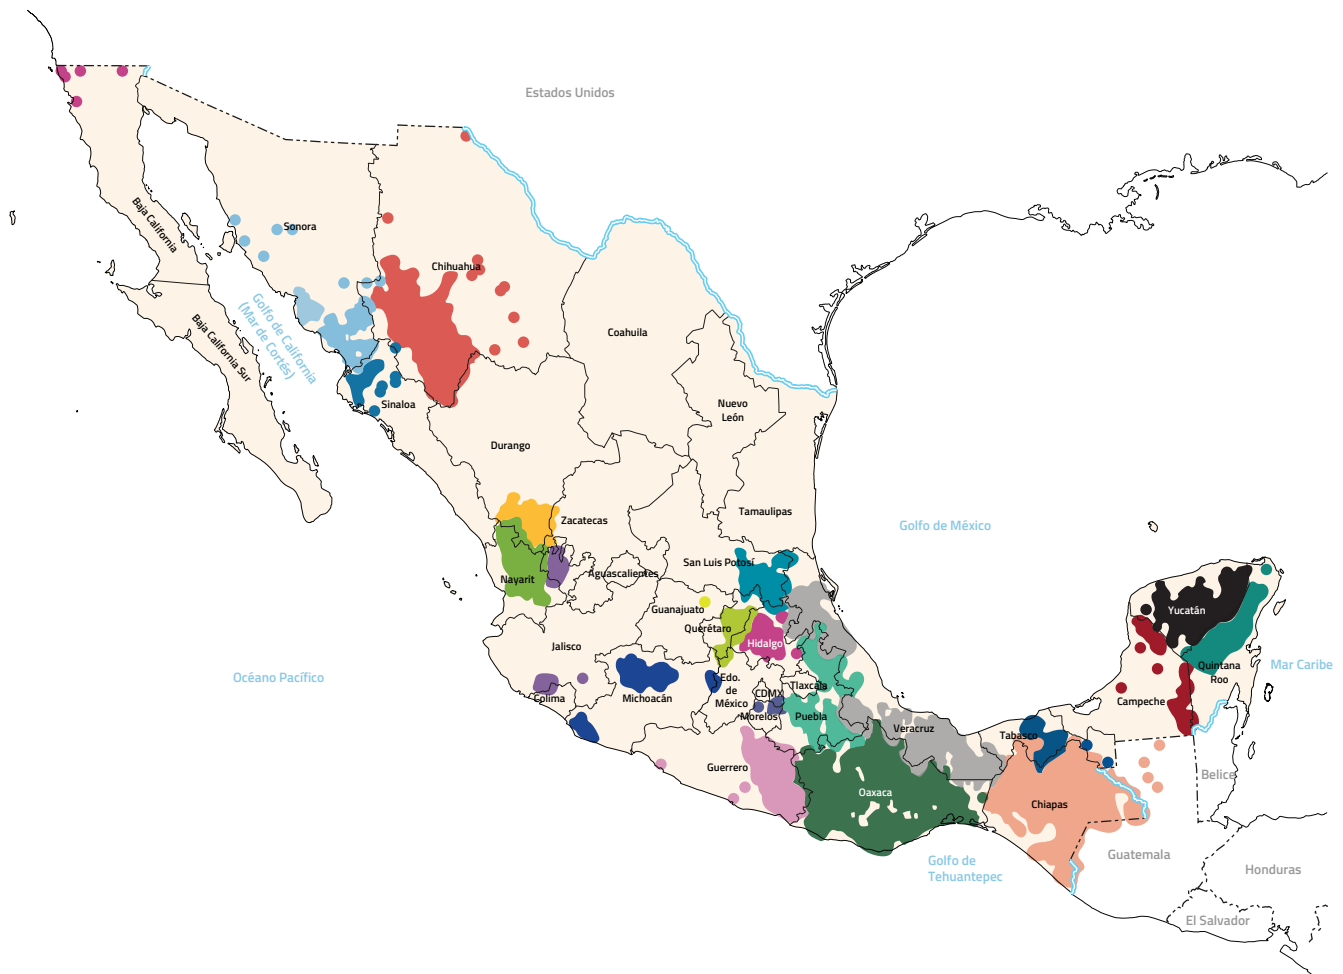 Estados Unidos
Baja California
Sonora
Chihuahua
Golfo de California
(Mar de Cortés)
Baja California Sur
Coahuila
Sinaloa
Nuevo
León
Durango
Zacatecas
Tamaulipas
Golfo de México
San Luis Potosí
Nayarit
Aguascalientes
Guanajuato
Querétaro
Hidalgo
Yucatán
Jalisco
Océano Pacífico
Quintana
Roo
Mar Caribe
Colima
Michoacán
Edo.
de
México
CDMX
Tlaxcala
Morelos
Puebla
Veracruz
Campeche
Tabasco
Guerrero
Oaxaca
Chiapas
Belice
Guatemala
Golfo de
Tehuantepec
Honduras
El Salvador